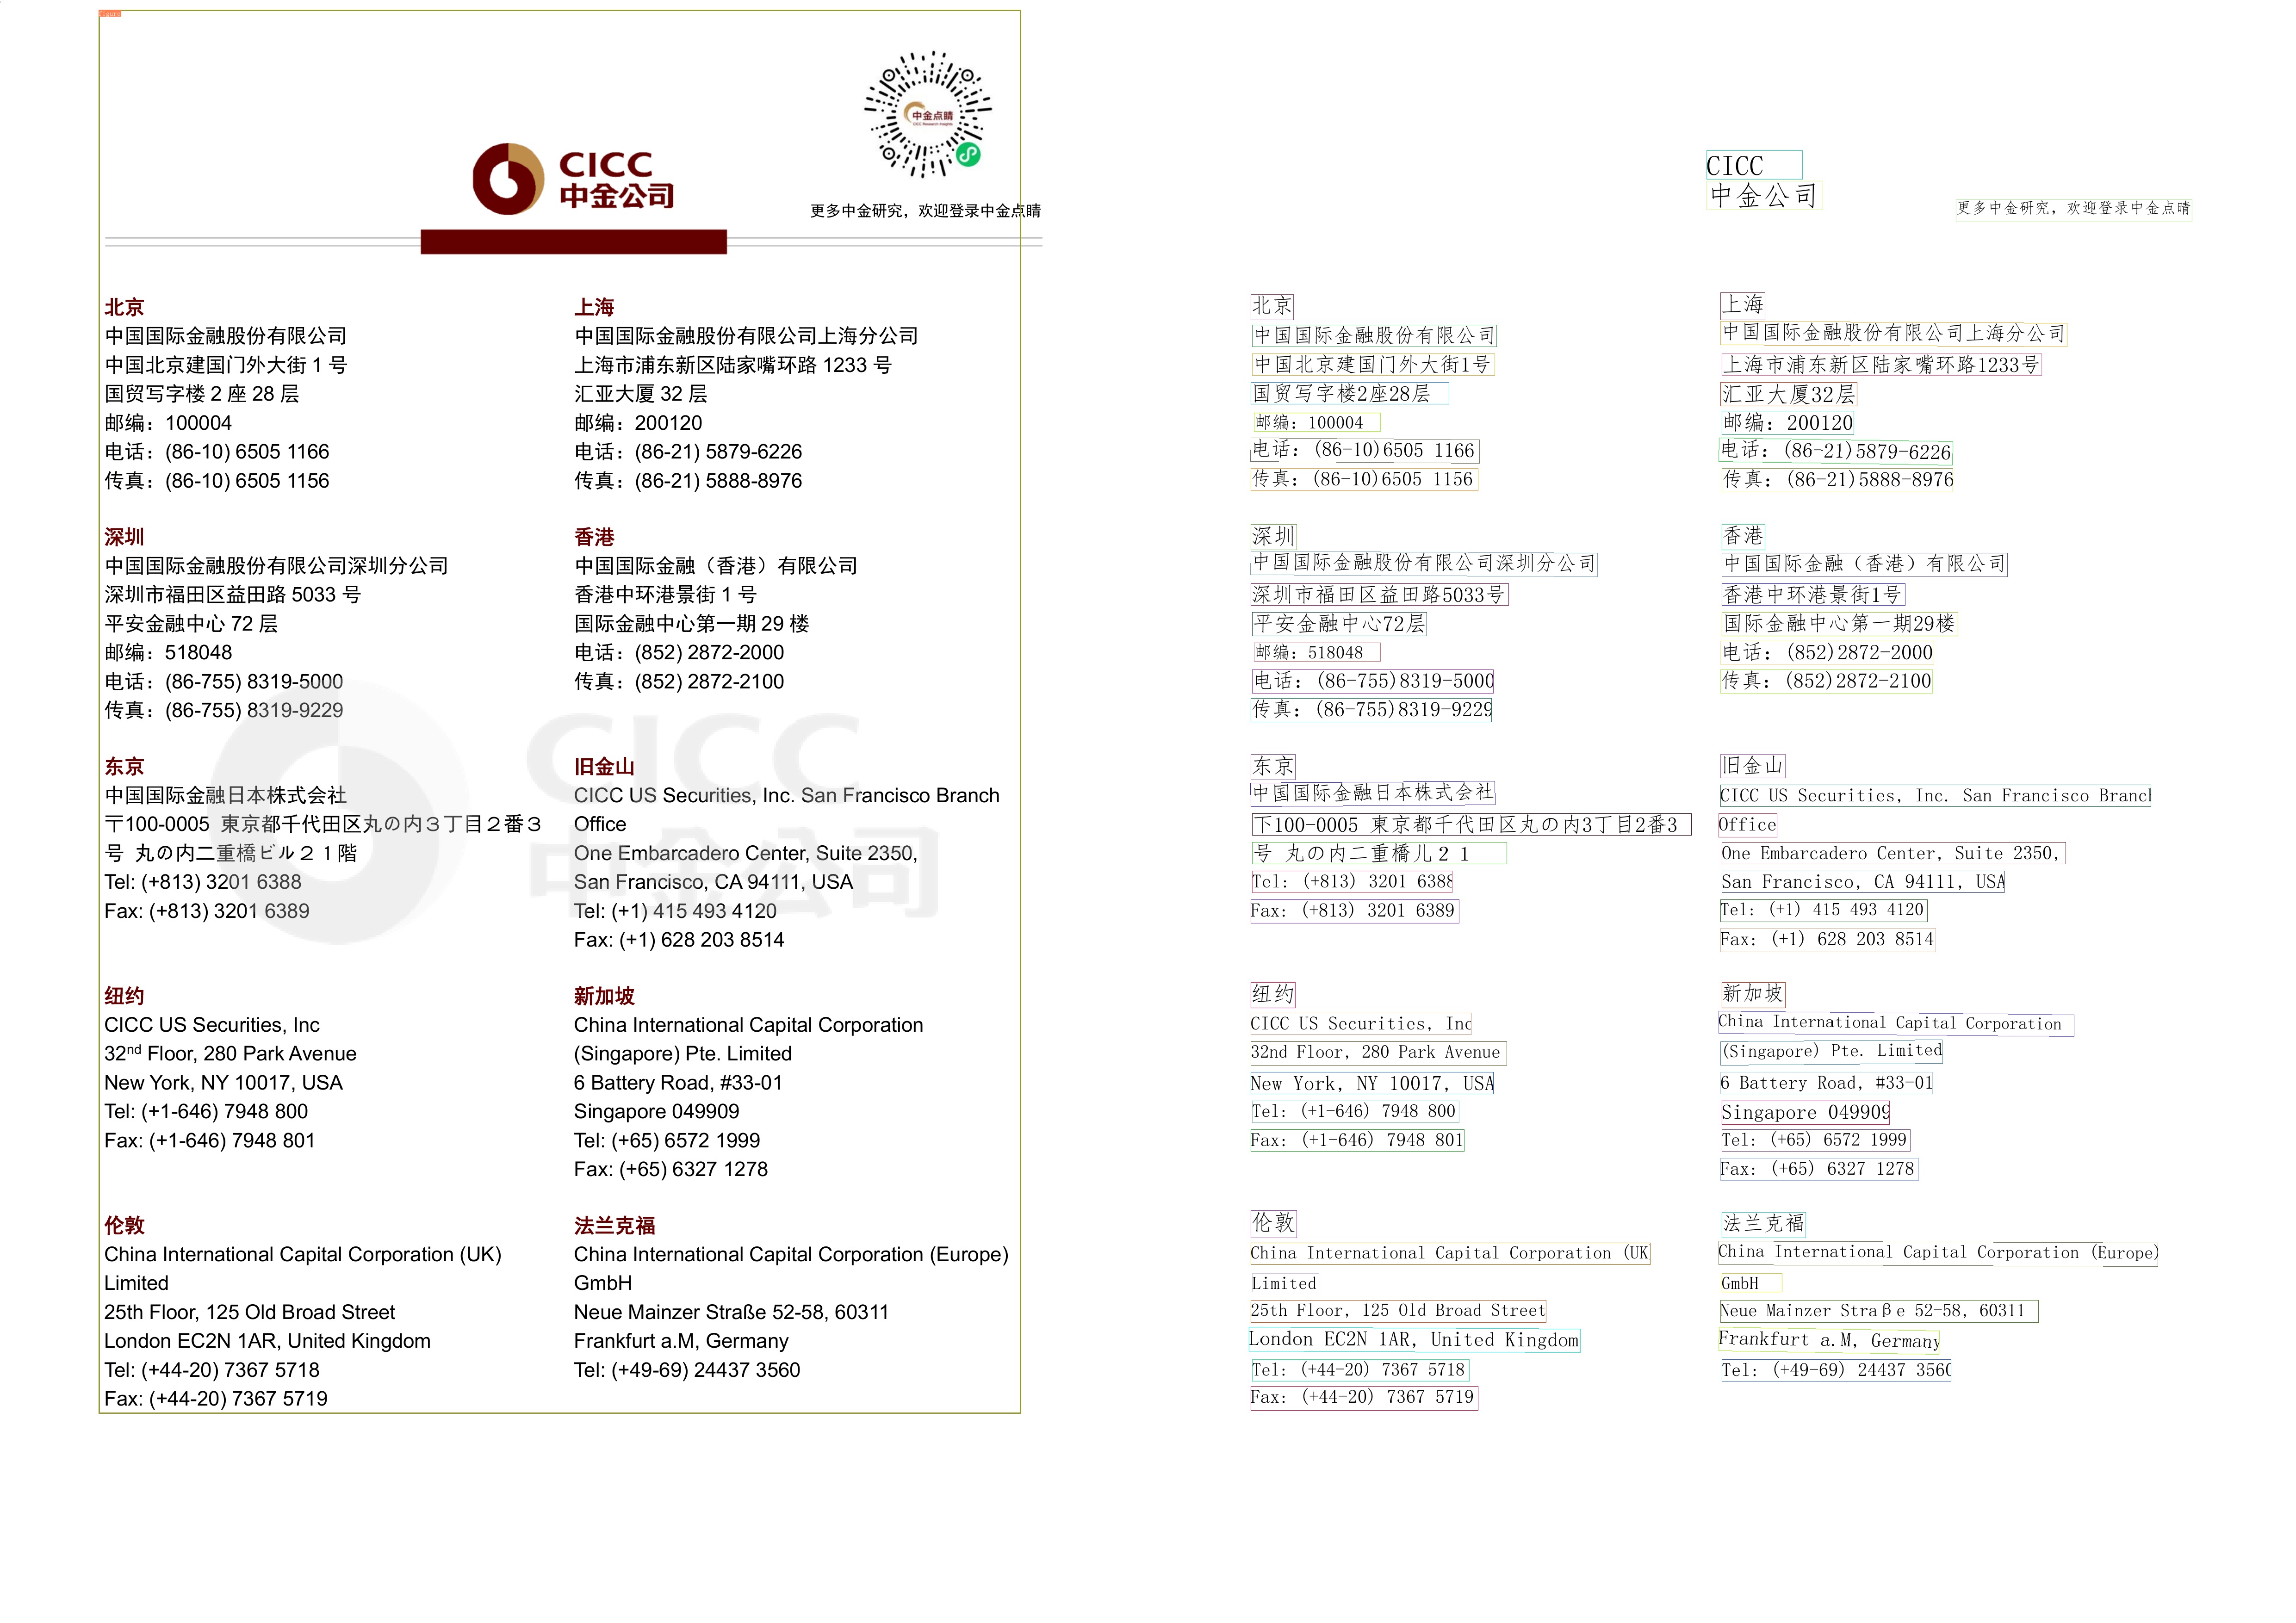 中金点睛
CICC Research Insights
CICC
中金公司
更多中金研究，欢迎登录中金点睛
北京
中国国际金融股份有限公司
中国北京建国门外大街 1 号
国贸写字楼 2 座 28 层
邮编：100004
电话：(86-10) 6505 1166
传真：(86-10) 6505 1156
上海
中国国际金融股份有限公司上海分公司
上海市浦东新区陆家嘴环路 1233 号
汇亚大厦 32 层
邮编：200120
电话：(86-21) 5879-6226
传真：(86-21) 5888-8976
深圳
中国国际金融股份有限公司深圳分公司
深圳市福田区益田路 5033 号
平安金融中心 72 层
邮编：518048
电话：(86-755) 8319-5000
传真：(86-755) 8319-9229
香港
中国国际金融（香港）有限公司
香港中环港景街 1 号
国际金融中心第一期 29 楼
电话：(852) 2872-2000
传真：(852) 2872-2100
CICC
中金公司
东京
中国国际金融日本株式会社
〒100-0005 東京都千代田区丸の内３丁目２番３
号 丸の内二重橋ビル２１階
Tel: (+813) 3201 6388
Fax: (+813) 3201 6389
旧金山
CICC US Securities, Inc. San Francisco Branch
Office
One Embarcadero Center, Suite 2350,
San Francisco, CA 94111, USA
Tel: (+1) 415 493 4120
Fax: (+1) 628 203 8514
纽约
CICC US Securities, Inc
32nd Floor, 280 Park Avenue
New York, NY 10017, USA
Tel: (+1-646) 7948 800
Fax: (+1-646) 7948 801
新加坡
China International Capital Corporation
(Singapore) Pte. Limited
6 Battery Road, #33-01
Singapore 049909
Tel: (+65) 6572 1999
Fax: (+65) 6327 1278
伦敦
China International Capital Corporation (UK)
Limited
25th Floor, 125 Old Broad Street
London EC2N 1AR, United Kingdom
Tel: (+44-20) 7367 5718
Fax: (+44-20) 7367 5719
法兰克福
China International Capital Corporation (Europe)
GmbH
Neue Mainzer Straße 52-58, 60311
Frankfurt a.M, Germany
Tel: (+49-69) 24437 3560
CICC
中金公司
更多中金研究，欢迎登录中金点睛
北京
中国国际金融股份有限公司
中国北京建国门外大街1号
国贸写字楼2座28层
邮编：100004
电话：(86-10)6505 1166
传真：(86-10)6505 1156
上海
中国国际金融股份有限公司上海分公司
上海市浦东新区陆家嘴环路1233号
汇亚大厦32层
邮编：200120
电话：(86-21)5879-6226
传真：(86-21)5888-8976
深圳
中国国际金融股份有限公司深圳分公司
深圳市福田区益田路5033号
平安金融中心72层
邮编：518048
电话：(86-755)8319-5000
传真：(86-755)8319-9229
香港
中国国际金融（香港）有限公司
香港中环港景街1号
国际金融中心第一期29楼
电话：(852)2872-2000
传真：(852)2872-2100
东京
中国国际金融日本株式会社
下100-0005 東京都千代田区丸の内3丁目2番3
号 丸の内二重橋儿２１
Tel: (+813) 3201 6388
Fax: (+813) 3201 6389
旧金山
CICC US Securities, Inc. San Francisco Branch
Office
One Embarcadero Center, Suite 2350,
San Francisco, CA 94111, USA
Tel: (+1) 415 493 4120
Fax: (+1) 628 203 8514
纽约
CICC US Securities, Inc
32nd Floor, 280 Park Avenue
New York, NY 10017, USA
Tel: (+1-646) 7948 800
Fax: (+1-646) 7948 801
新加坡
China International Capital Corporation
(Singapore) Pte. Limited
6 Battery Road, #33-01
Singapore 049909
Tel: (+65) 6572 1999
Fax: (+65) 6327 1278
伦敦
China International Capital Corporation (UK
Limited
25th Floor, 125 Old Broad Street
London EC2N 1AR, United Kingdom
Tel: (+44-20) 7367 5718
Fax: (+44-20) 7367 5719
法兰克福
China International Capital Corporation (Europe)
GmbH
Neue Mainzer Straβe 52-58, 60311
Frankfurt a.M, Germany
Tel: (+49-69) 24437 3560